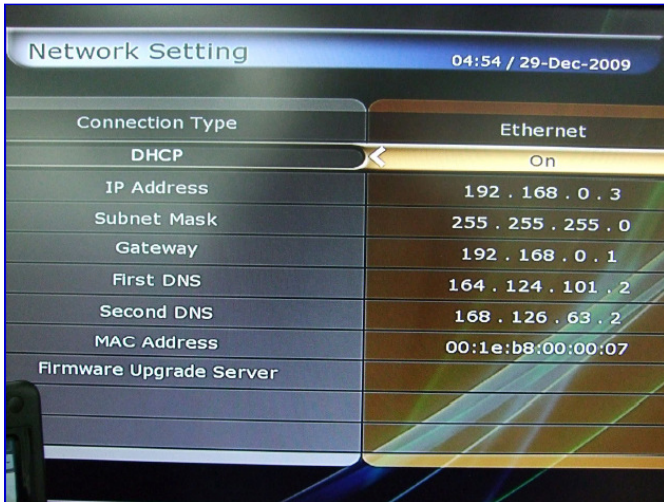 Network Setting
04:54 / 29-Dec-2009
Connection Type Ethernet
DHCP On
IP Address 192 . 168 . 0 . 3
Subnet Mask 255 . 255 . 255 . 0
Gateway 192 . 168 . 0 . 1
First DNS 164 . 124 . 101 . 2
Second DNS 168 . 126 . 63 . 2
MAC Address 00:1e:b8:00:00:07
Firmware Upgrade Server